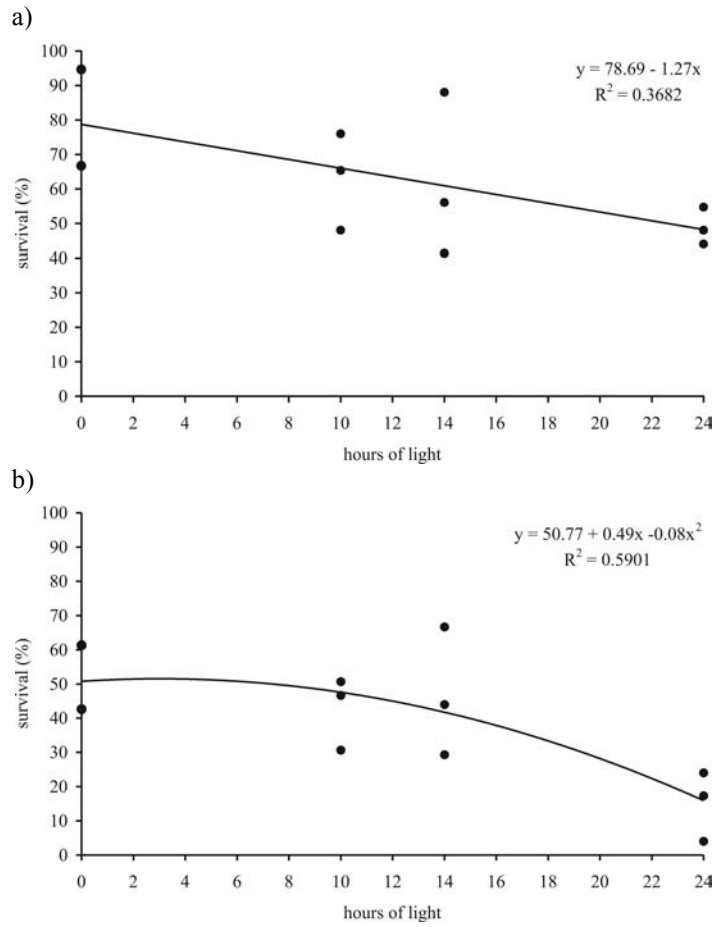 a)
y = 78.69 - 1.27x
R² = 0.3682
survival (%)
100
90
80
70
60
50
40
30
20
10
0
0 2 4 6 8 10 12 14 16 18 20 22 24
hours of light
b)
y = 50.77 + 0.49x -0.08x²
R² = 0.5901
survival (%)
100
90
80
70
60
50
40
30
20
10
0
0 2 4 6 8 10 12 14 16 18 20 22 24
hours of light